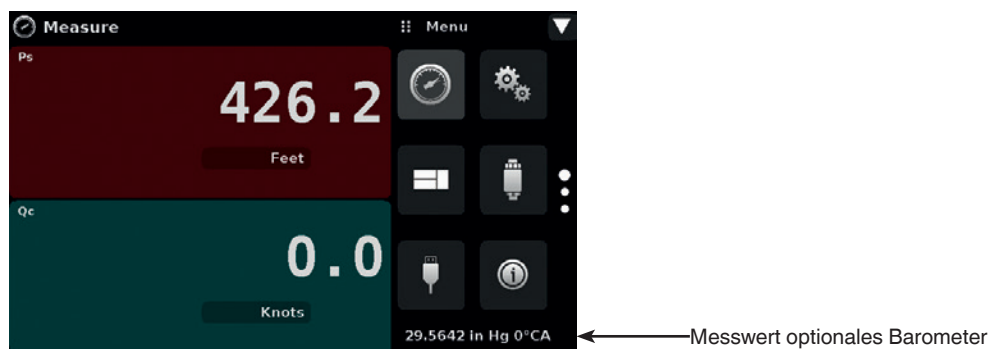 Measure
Menu
Ps
426.2
Feet
Qc
0.0
Knots
29.5642 in Hg 0°CA
Messwert optionales Barometer